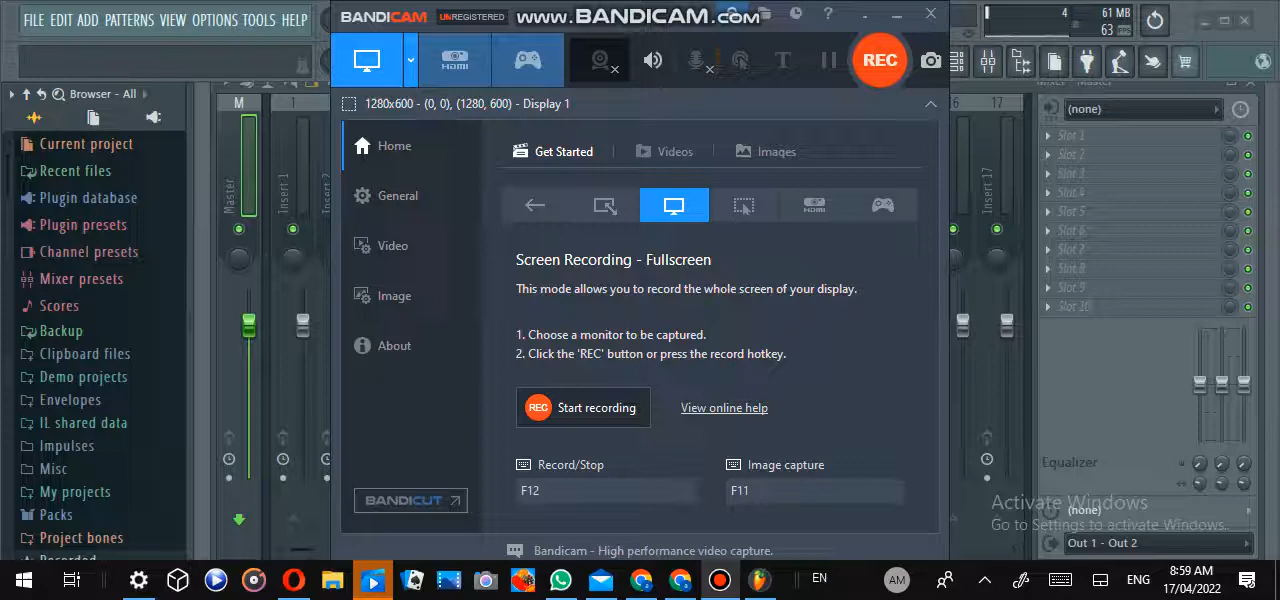 FILE EDIT ADD PATTERNS VIEW OPTIONS TOOLS HELP
BANDICAM UNREGISTERED
www.BANDICAM.com
4
61 MB
63
HDMI
REC
Browser - All
1280x600 - (0, 0), (1280, 600) - Display 1
M
1
16
17
(none)
Current project
Recent files
Plugin database
Plugin presets
Channel presets
Mixer presets
Scores
Backup
Clipboard files
Demo projects
Envelopes
IL shared data
Impulses
Misc
My projects
Packs
Project bones
Recorded
Master
Insert 1
Insert 17
Home
General
Video
Image
About
BANDICUT
Get Started
Videos
Images
HDMI
Screen Recording - Fullscreen
This mode allows you to record the whole screen of your display.
1. Choose a monitor to be captured.
2. Click the 'REC' button or press the record hotkey.
REC Start recording
View online help
Record/Stop
Image capture
F12
F11
Bandicam - High performance video capture.
Slot 1
Slot 2
Slot 3
Slot 4
Slot 5
Slot 6
Slot 7
Slot 8
Slot 9
Slot 10
Equalizer
Activate Windows
Go to Settings to activate Windows.
(none)
Out 1 - Out 2
EN
AM
ENG
8:59 AM
17/04/2022